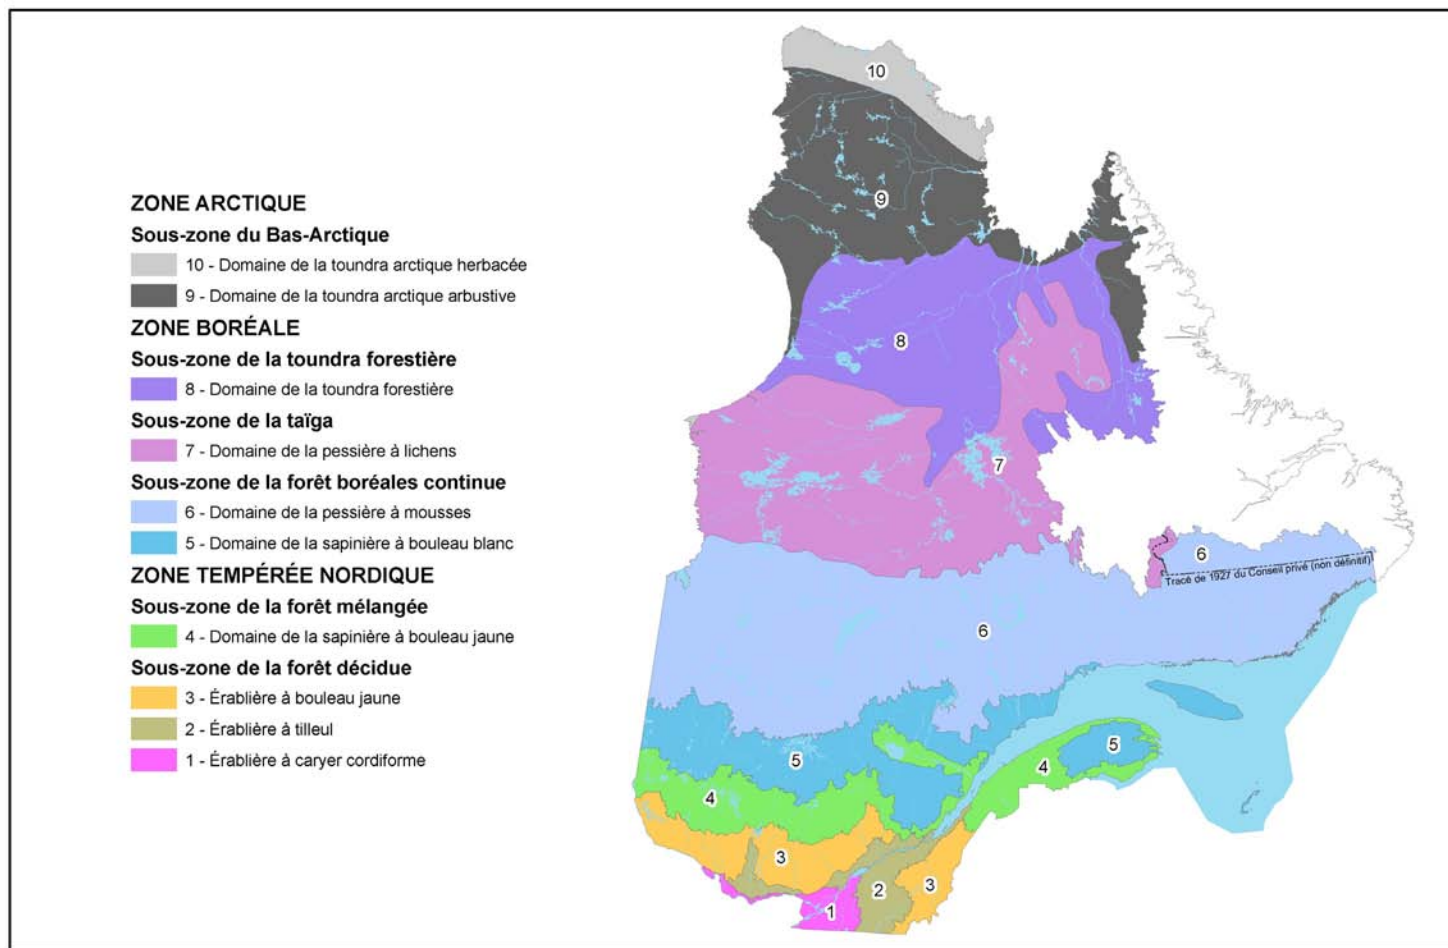 ZONE ARCTIQUE
Sous-zone du Bas-Arctique
10 - Domaine de la toundra arctique herbacée
9 - Domaine de la toundra arctique arbustive
ZONE BORÉALE
Sous-zone de la toundra forestière
8 - Domaine de la toundra forestière
Sous-zone de la taïga
7 - Domaine de la pessière à lichens
Sous-zone de la forêt boréales continue
6 - Domaine de la pessière à mousses
5 - Domaine de la sapinière à bouleau blanc
ZONE TEMPÉRÉE NORDIQUE
Sous-zone de la forêt mélangée
4 - Domaine de la sapinière à bouleau jaune
Sous-zone de la forêt décidue
3 - Érablière à bouleau jaune
2 - Érablière à tilleul
1 - Érablière à caryer cordiforme
10
9
8
7
6
Tracé de 1927 du Conseil privé (non définitif)
6
5
5
4
4
3
3
2
1